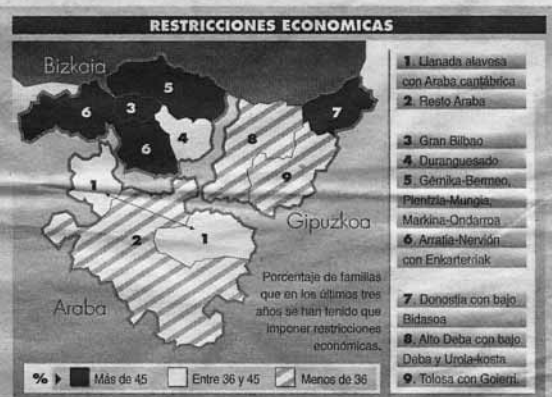 RESTRICCIONES ECONOMICAS
Bizkaia
5
3
6
4
6
8
7
9
1
Gipuzkoa
2
1
Araba
Porcentaje de familias
que en los últimos tres
años se han tenido que
imponer restricciones
económicas.
% Más de 45 Entre 36 y 45 Menos de 36
1. Llanada alavesa
con Araba cantábrica
2. Resto Araba
3. Gran Bilbao
4. Duranguesado
5. Gernika-Bermeo,
Plentzia-Mungia,
Markina-Ondarroa
6. Arratia-Nervión
con Enkarterriak
7. Donostia con bajo
Bidasoa
8. Alto Deba con bajo
Deba y Urola-kosta
9. Tolosa con Goierri.